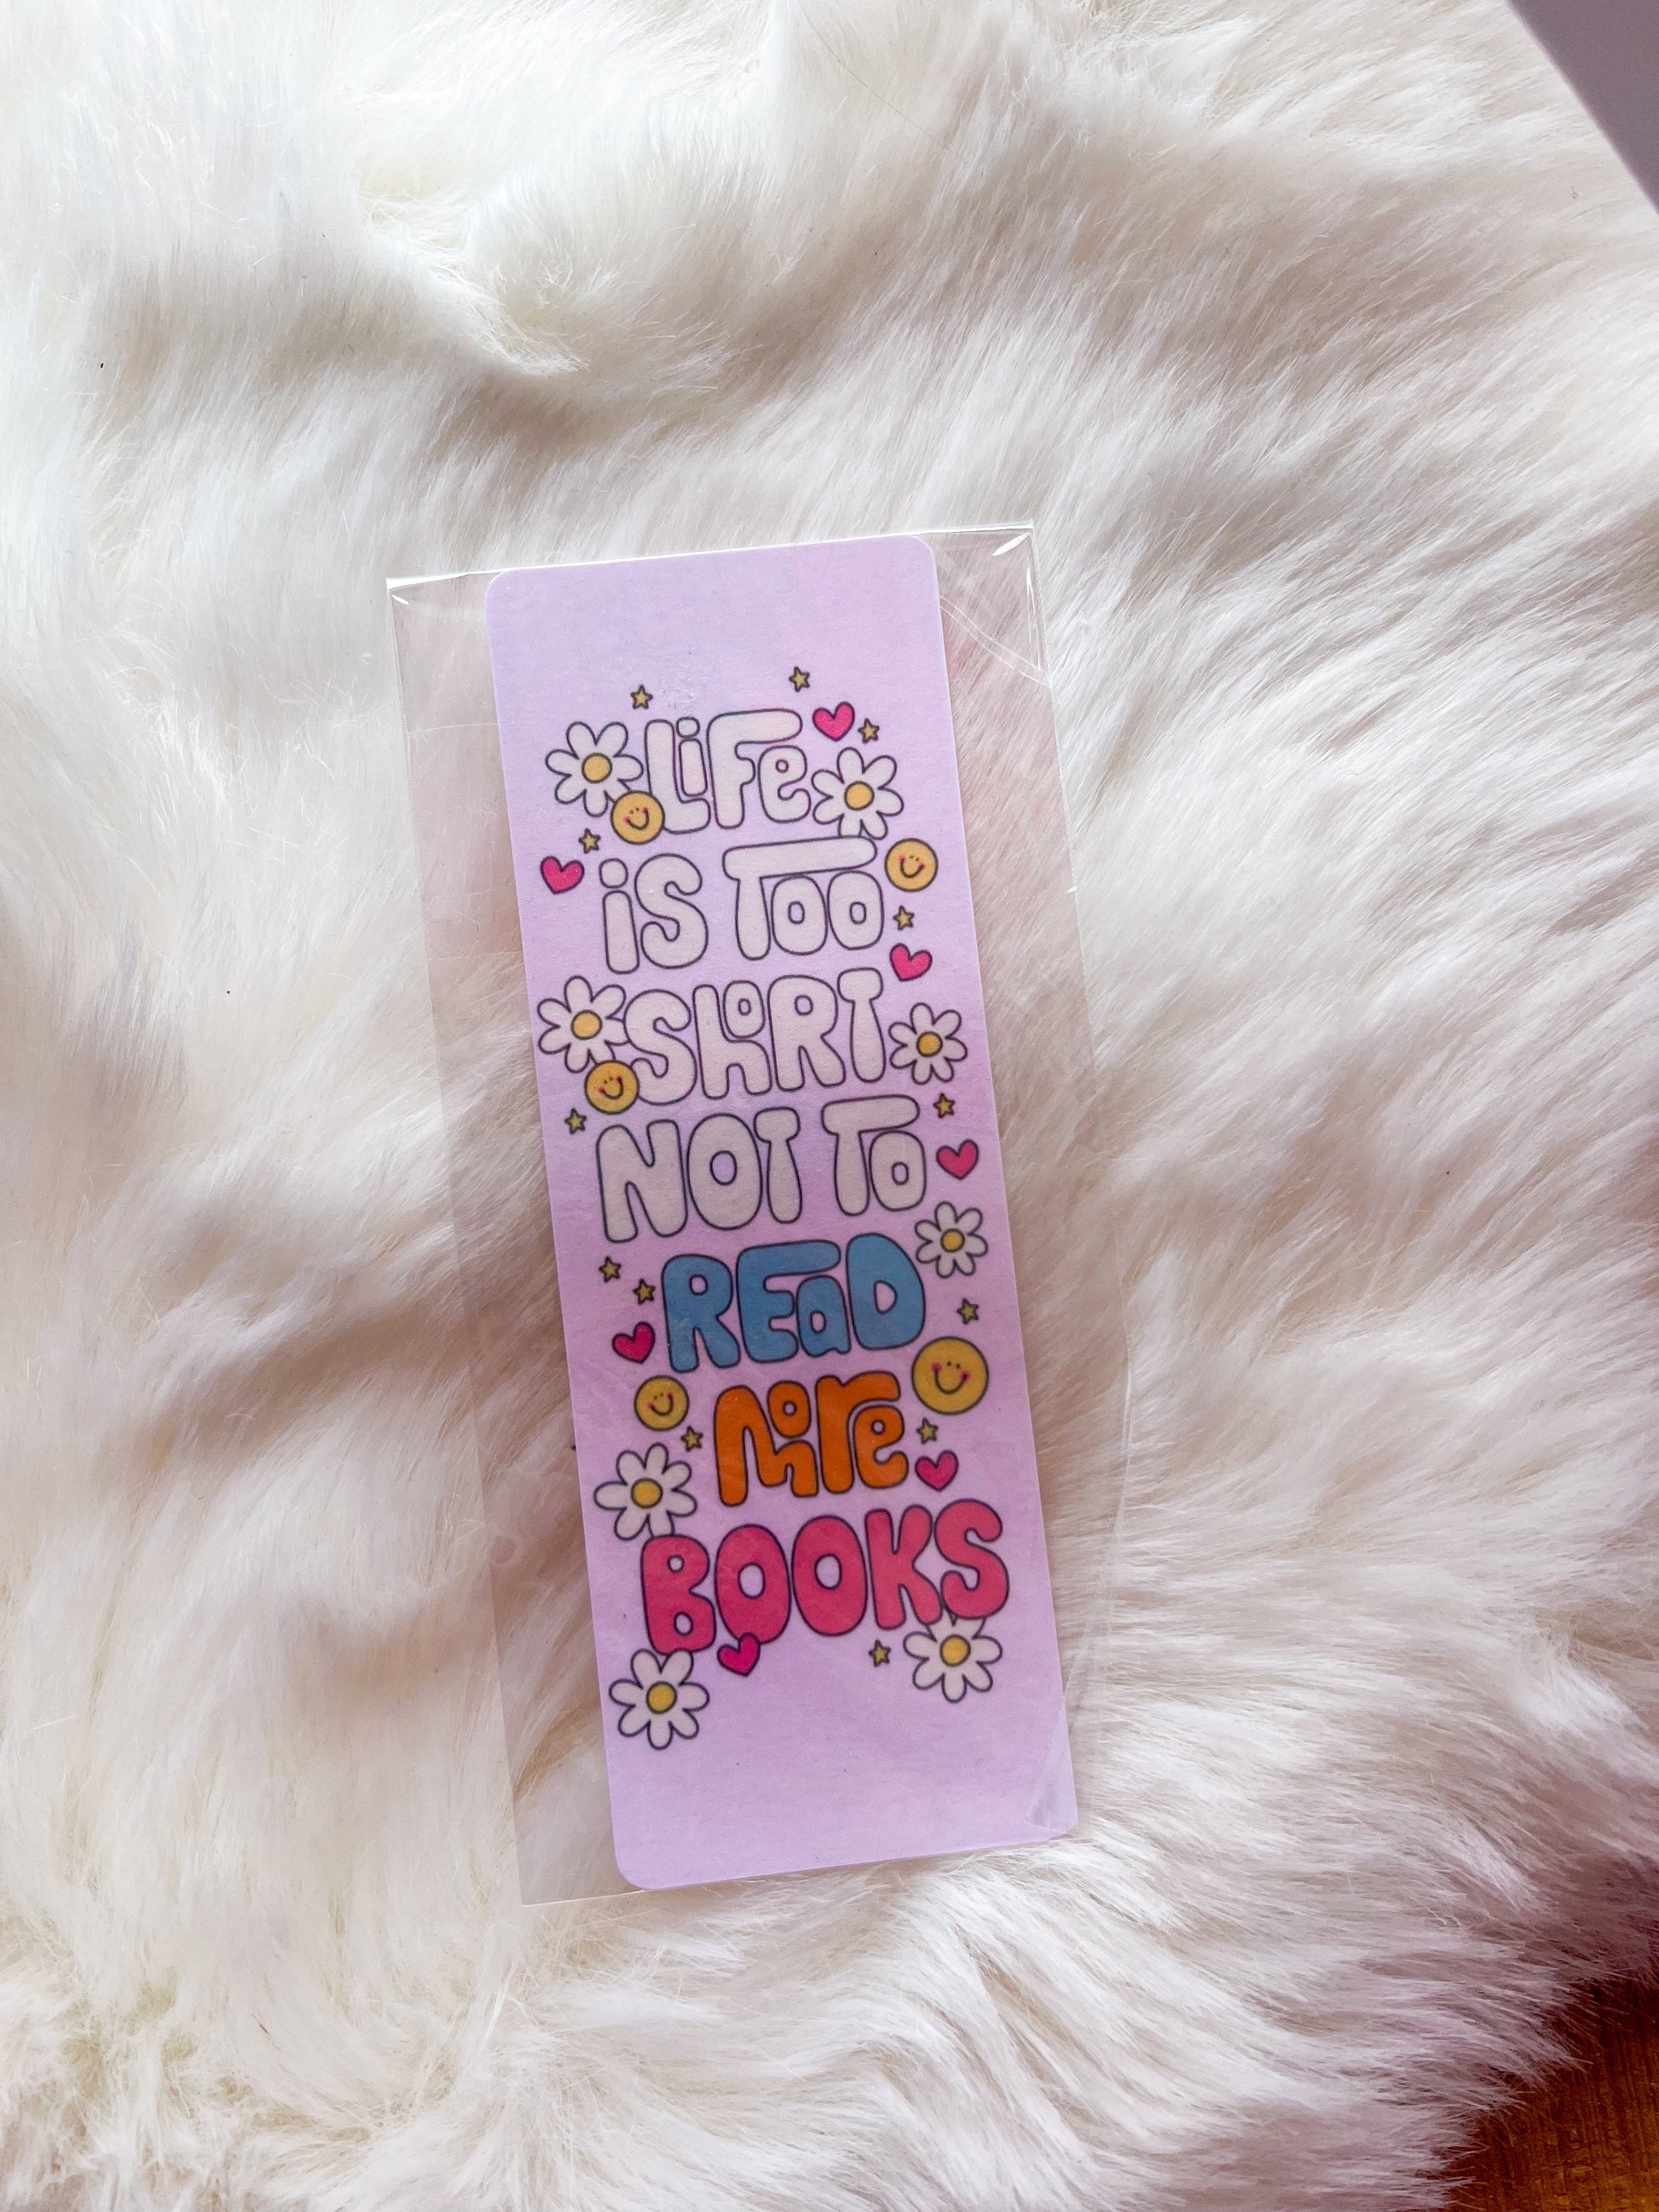 Life
is Too
Short
Not To
Read
More
Books